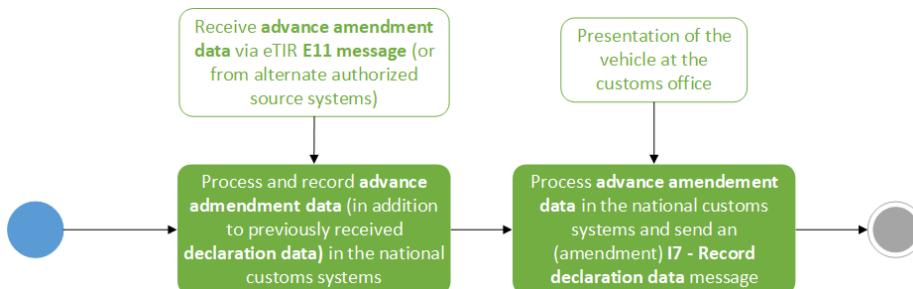 Receive advance amendment
data via eTIR E11 message (or
from alternate authorized
source systems)
Presentation of the
vehicle at the
customs office
Process and record advance
admendment data (in addition
to previously received
declaration data) in the national
customs systems
Process advance amendement
data in the national customs
systems and send an
(amendment) I7 - Record
declaration data message